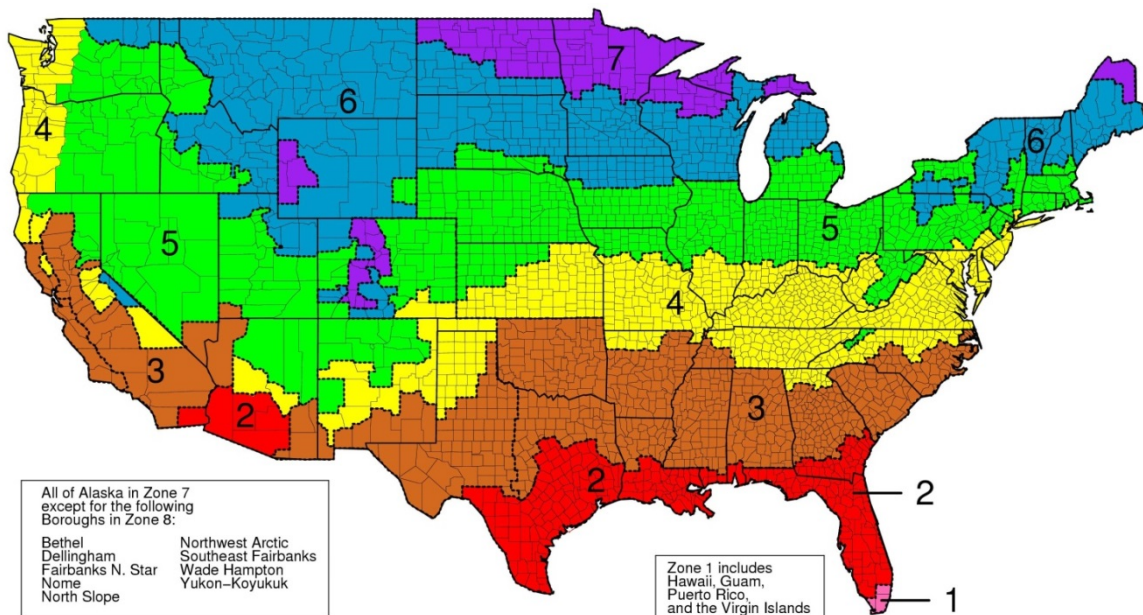 7
6
4
6
5
5
4
3
3
2
2
2
1
All of Alaska in Zone 7
except for the following
Boroughs in Zone 8:
Bethel Northwest Arctic
Dellingham Southeast Fairbanks
Fairbanks N. Star Wade Hampton
Nome Yukon-Koyukuk
North Slope
Zone 1 includes
Hawaii, Guam,
Puerto Rico,
and the Virgin Islands